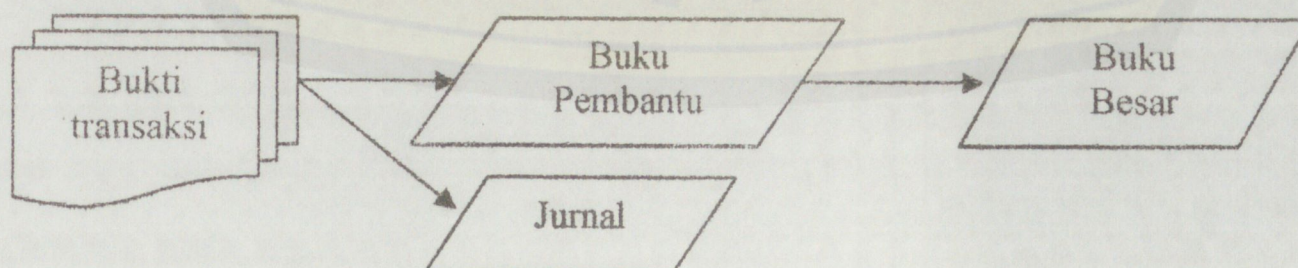 Bukti
transaksi
Buku
Pembantu
Buku
Besar
Jurnal